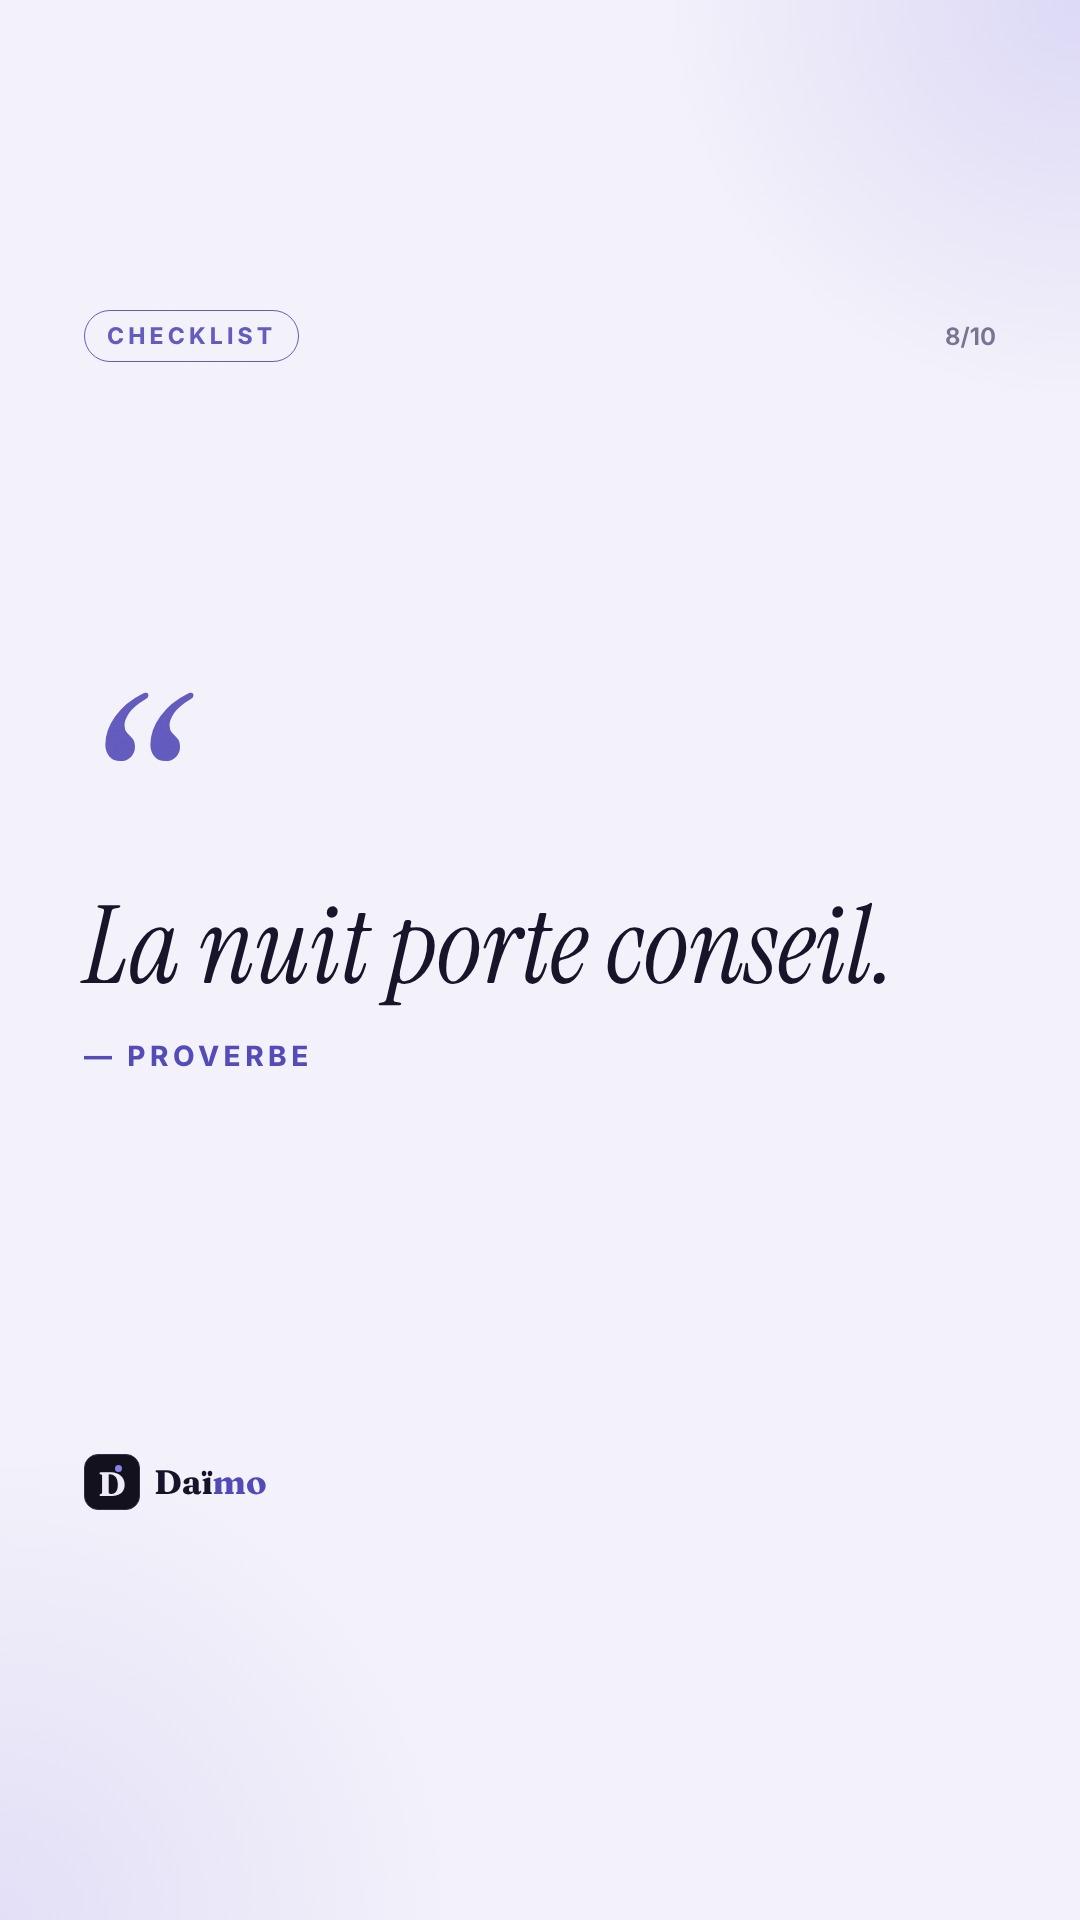 CHECKLIST
8/10
“
La nuit porte conseil.
— PROVERBE
D Daïmo